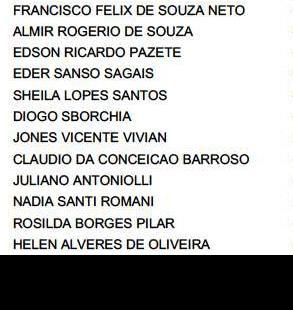 FRANCISCO FELIX DE SOUZA NETO
ALMIR ROGERIO DE SOUZA
EDSON RICARDO PAZETE
EDER SANSO SAGAIS
SHEILA LOPES SANTOS
DIOGO SBORCHIA
JONES VICENTE VIVIAN
CLAUDIO DA CONCEICAO BARROSO
JULIANO ANTONIOLLI
NADIA SANTI ROMANI
ROSILDA BORGES PILAR
HELEN ALVERES DE OLIVEIRA